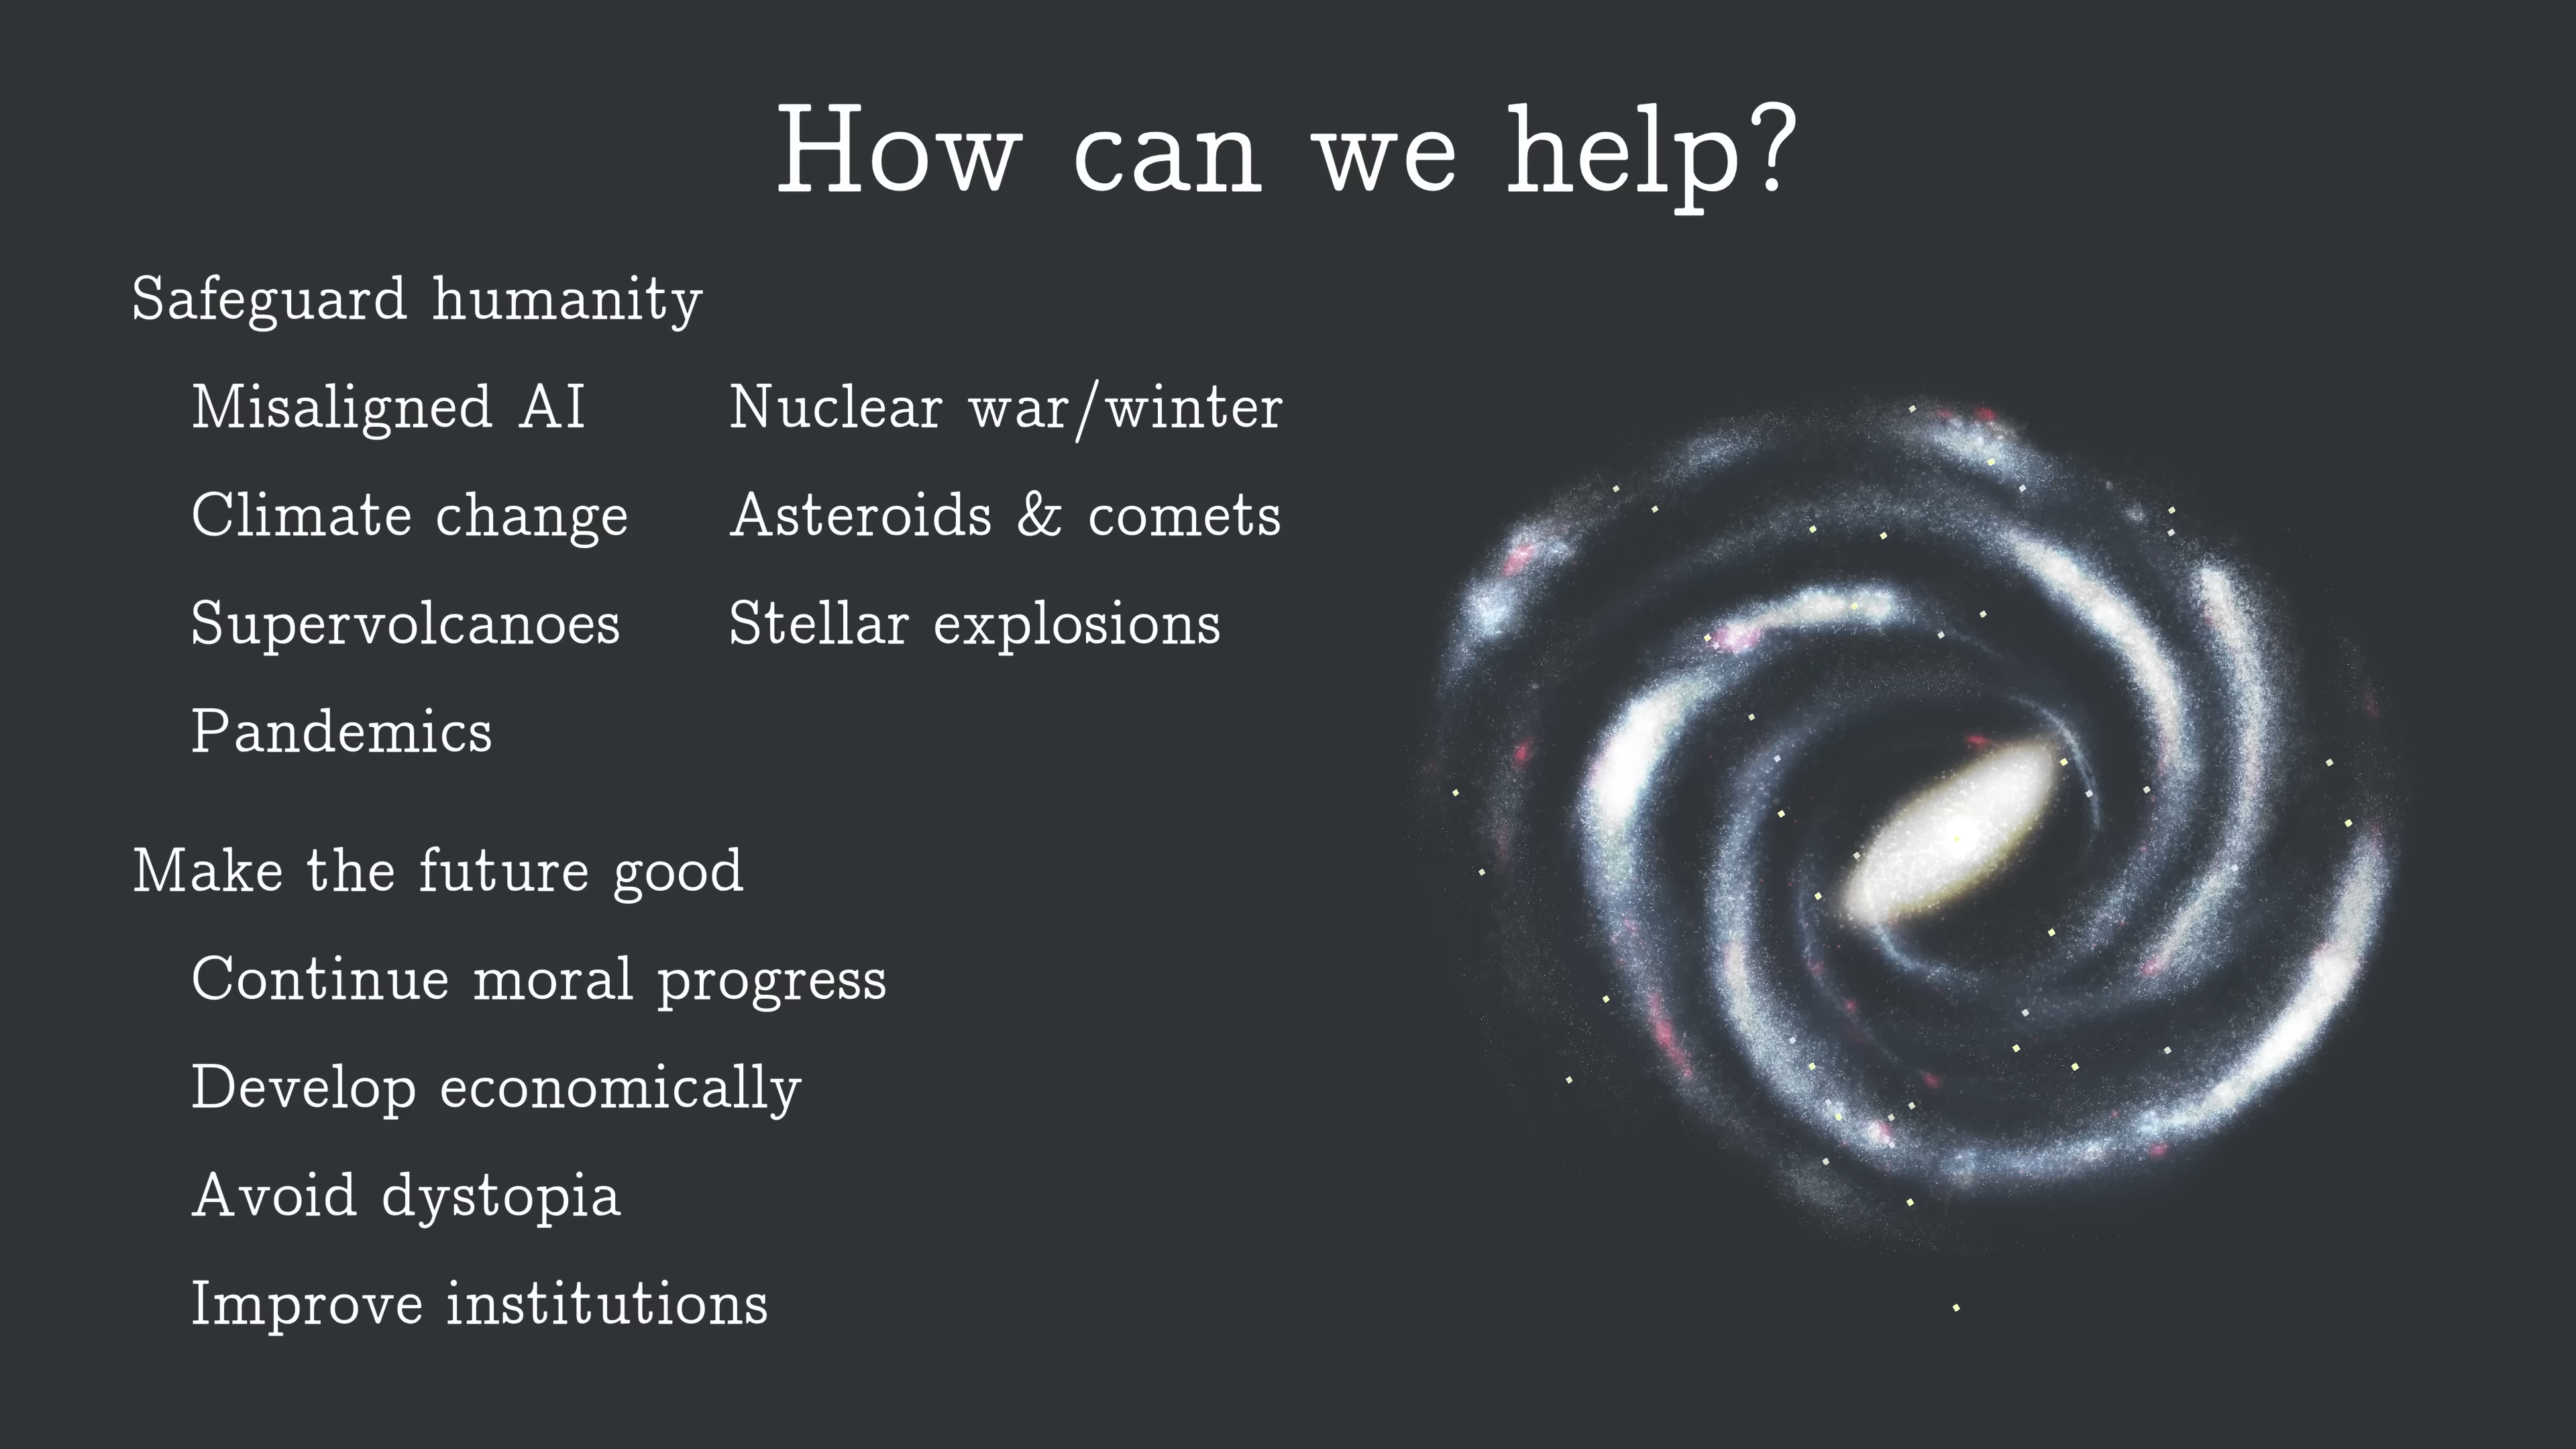 How can we help?
Safeguard humanity
Misaligned AI
Nuclear war/winter
Climate change
Asteroids & comets
Supervolcanoes
Stellar explosions
Pandemics
Make the future good
Continue moral progress
Develop economically
Avoid dystopia
Improve institutions